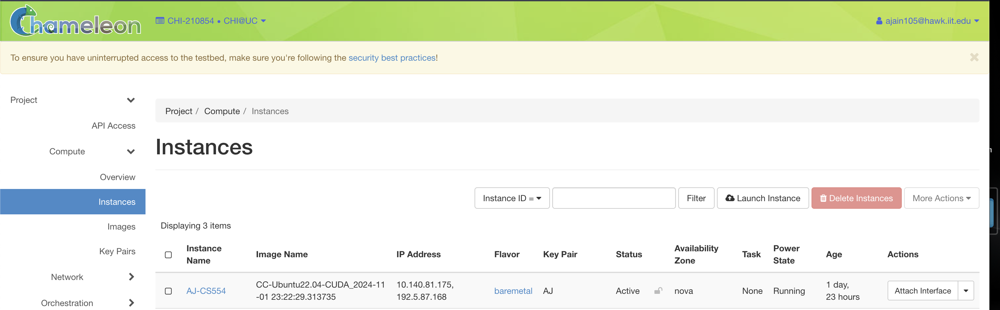 Chameleon
CHI-210854 • CHI@UC
ajain105@hawk.iit.edu
To ensure you have uninterrupted access to the testbed, make sure you're following the security best practices!
Project
API Access
Compute
Overview
Instances
Images
Key Pairs
Network
Orchestration
Project / Compute / Instances
Instances
Instance ID =
Filter
Launch Instance
Delete Instances
More Actions
Displaying 3 items
Instance Name
Image Name
IP Address
Flavor
Key Pair
Status
Availability Zone
Task
Power State
Age
Actions
AJ-CS554
CC-Ubuntu22.04-CUDA_2024-11
-01 23:22:29.313735
10.140.81.175,
192.5.87.168
baremetal
AJ
Active
nova
None
Running
1 day,
23 hours
Attach Interface